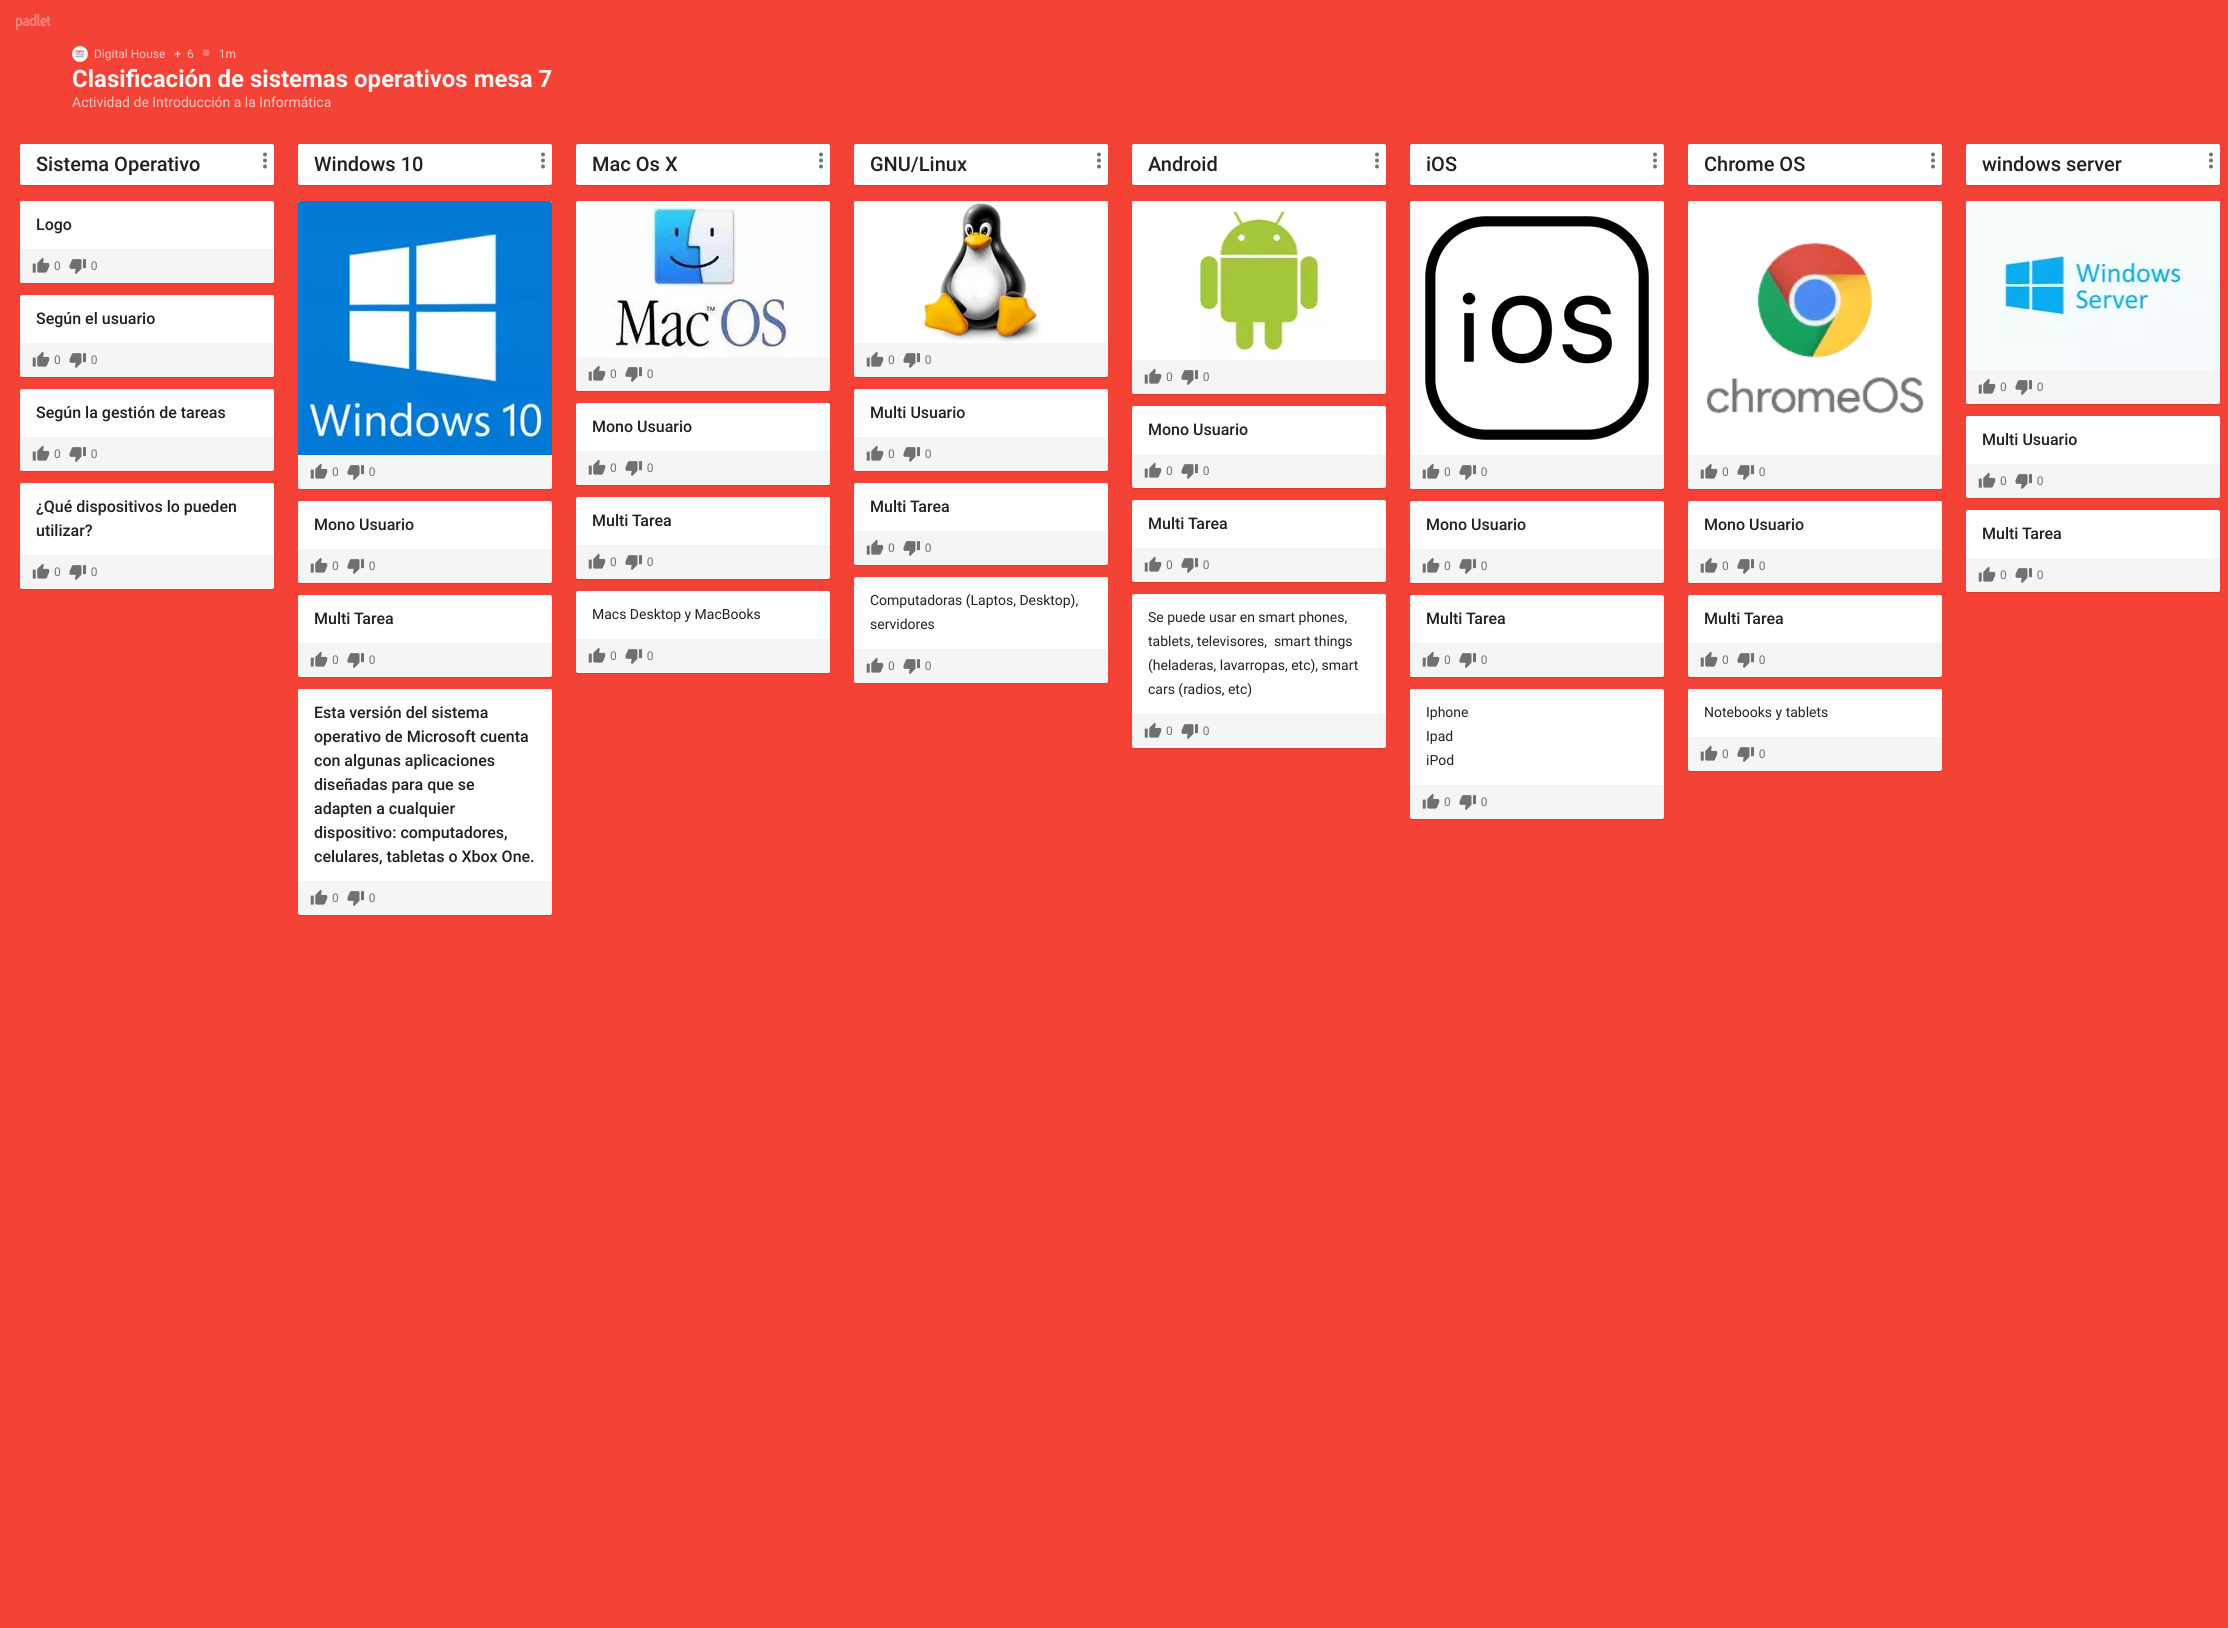 padlet
Digital House + 6 1m
Clasificación de sistemas operativos mesa 7
Actividad de Introducción a la Informática
Sistema Operativo
Logo
0 0
Según el usuario
0 0
Según la gestión de tareas
0 0
¿Qué dispositivos lo pueden
utilizar?
0 0
Windows 10
Windows 10
0 0
Mono Usuario
0 0
Multi Tarea
0 0
Esta versión del sistema
operativo de Microsoft cuenta
con algunas aplicaciones
diseñadas para que se
adapten a cualquier
dispositivo: computadores,
celulares, tabletas o Xbox One.
0 0
Mac Os X
Mac™OS
0 0
Mono Usuario
0 0
Multi Tarea
0 0
Macs Desktop y MacBooks
0 0
GNU/Linux
0 0
Multi Usuario
0 0
Multi Tarea
0 0
Computadoras (Laptos, Desktop),
servidores
0 0
Android
0 0
Mono Usuario
0 0
Multi Tarea
0 0
Se puede usar en smart phones,
tablets, televisores,  smart things
(heladeras, lavarropas, etc), smart
cars (radios, etc)
0 0
iOS
iOS
0 0
Mono Usuario
0 0
Multi Tarea
0 0
Iphone
Ipad
iPod
0 0
Chrome OS
chromeOS
0 0
Mono Usuario
0 0
Multi Tarea
0 0
Notebooks y tablets
0 0
windows server
Windows
Server
0 0
Multi Usuario
0 0
Multi Tarea
0 0